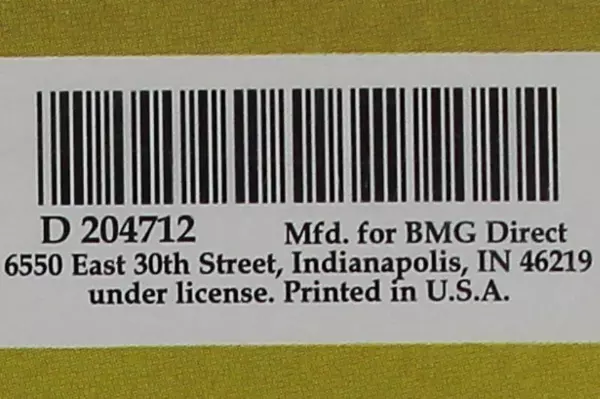 D 204712 Mfd. for BMG Direct
6550 East 30th Street, Indianapolis, IN 46219
under license. Printed in U.S.A.